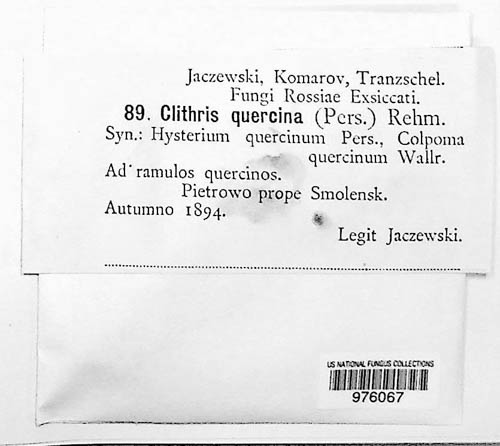 Jaczewski, Komarov, Tranzschel.
Fungi Rossiae Exsiccati.
89. Clithris quercina (Pers.) Rehm.
Syn.: Hysterium quercinum Pers., Colpoma
quercinum Wallr.
Ad ramulos quercinos.
Pietrowo prope Smolensk.
Autumno 1894.
Legit Jaczewski.
US NATIONAL FUNGUS COLLECTIONS
976067